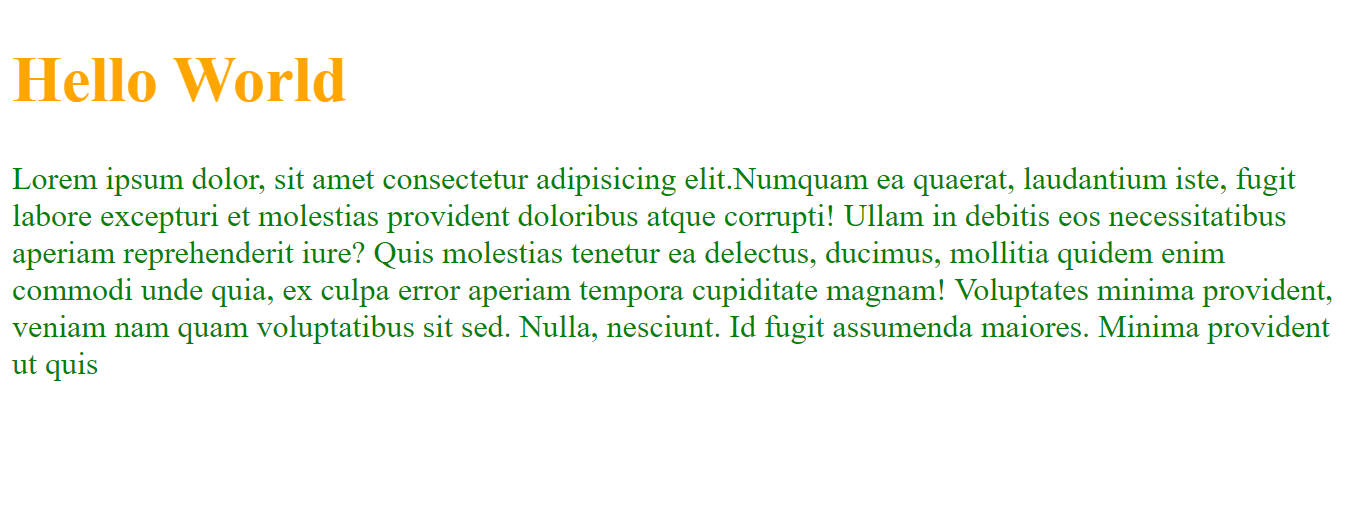 Hello World
Lorem ipsum dolor, sit amet consectetur adipisicing elit.Numquam ea quaerat, laudantium iste, fugit
labore excepturi et molestias provident doloribus atque corrupti! Ullam in debitis eos necessitatibus
aperiam reprehenderit iure? Quis molestias tenetur ea delectus, ducimus, mollitia quidem enim
commodi unde quia, ex culpa error aperiam tempora cupiditate magnam! Voluptates minima provident,
veniam nam quam voluptatibus sit sed. Nulla, nesciunt. Id fugit assumenda maiores. Minima provident
ut quis